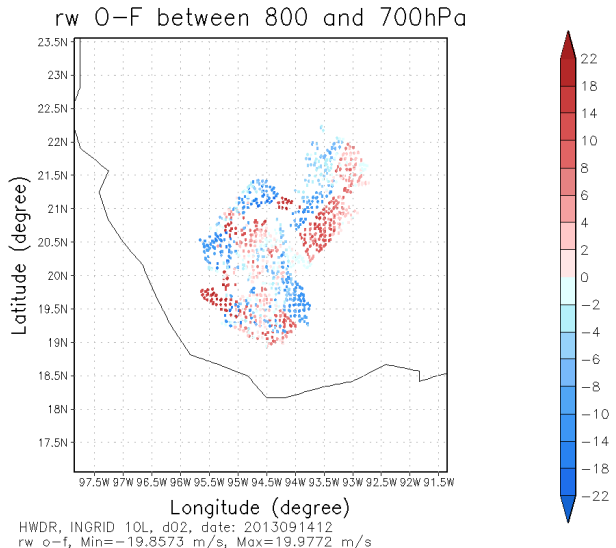 rw O-F between 800 and 700hPa
23.5N
23N
22.5N
22N
21.5N
21N
20.5N
20N
19.5N
19N
18.5N
18N
17.5N
Latitude (degree)
97.5W 97W 96.5W 96W 95.5W 95W 94.5W 94W 93.5W 93W 92.5W 92W 91.5W
Longitude (degree)
22
18
14
10
8
6
4
2
0
-2
-4
-6
-8
-10
-14
-18
-22
HWDR, INGRID 10L, d02, date: 2013091412
rw o-f, Min=-19.8573 m/s, Max=19.9772 m/s